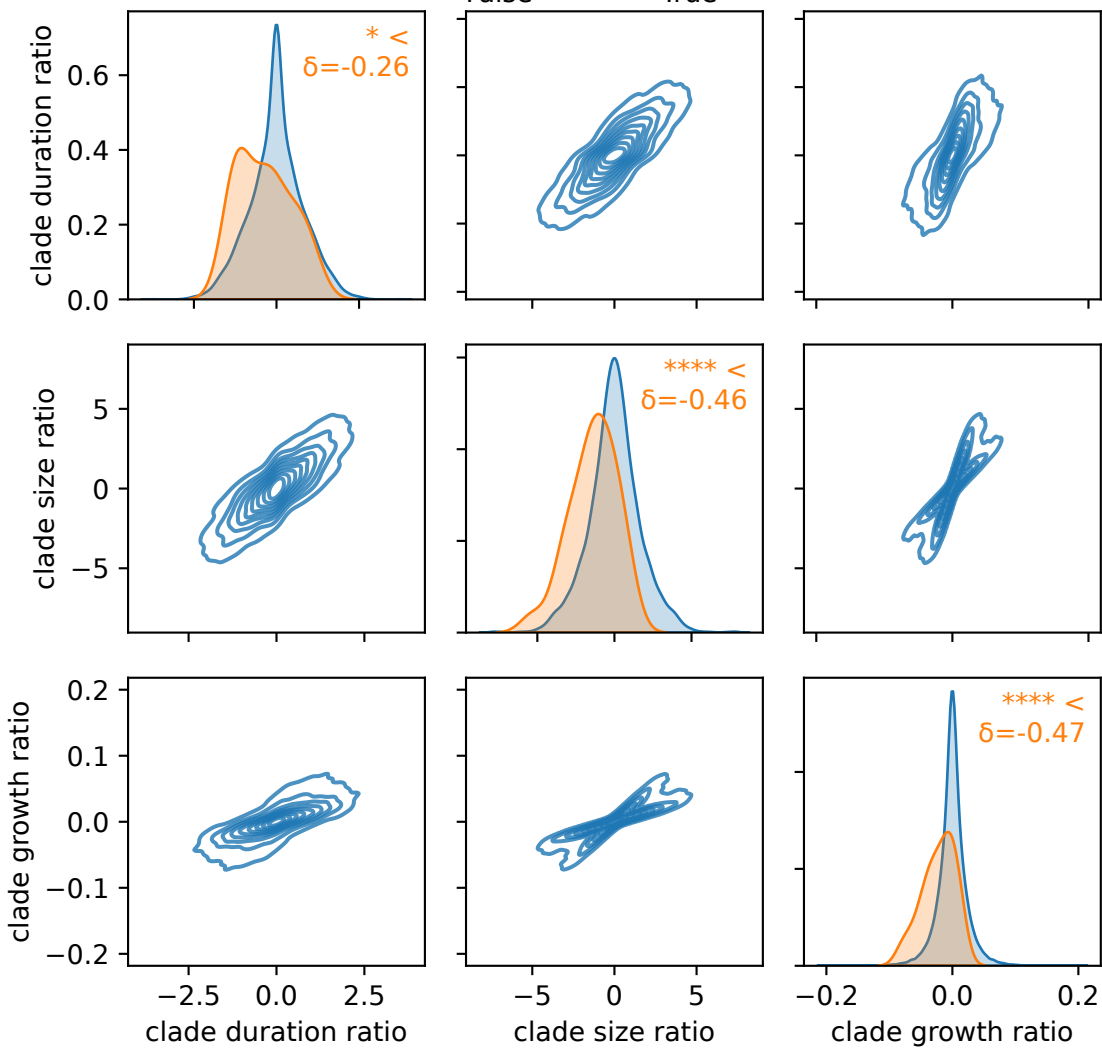 True
clade duration ratio
0.6
0.4
0.2
0.0
* <
δ=-0.26
clade size ratio
5
0
−5
**** <
δ=-0.46
clade growth ratio
0.2
0.1
0.0
−0.1
−0.2
**** <
δ=-0.47
−2.5 0.0 2.5
−5 0 5
−0.2 0.0 0.2
clade duration ratio
clade size ratio
clade growth ratio